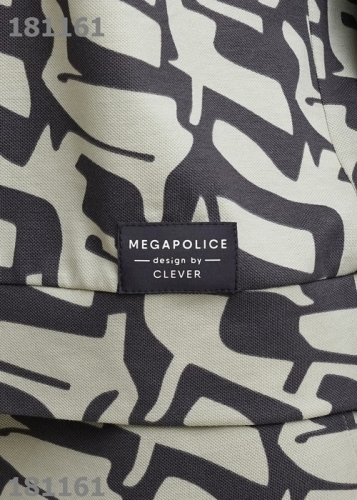 181161
MEGAPOLICE
design by
CLEVER
181161